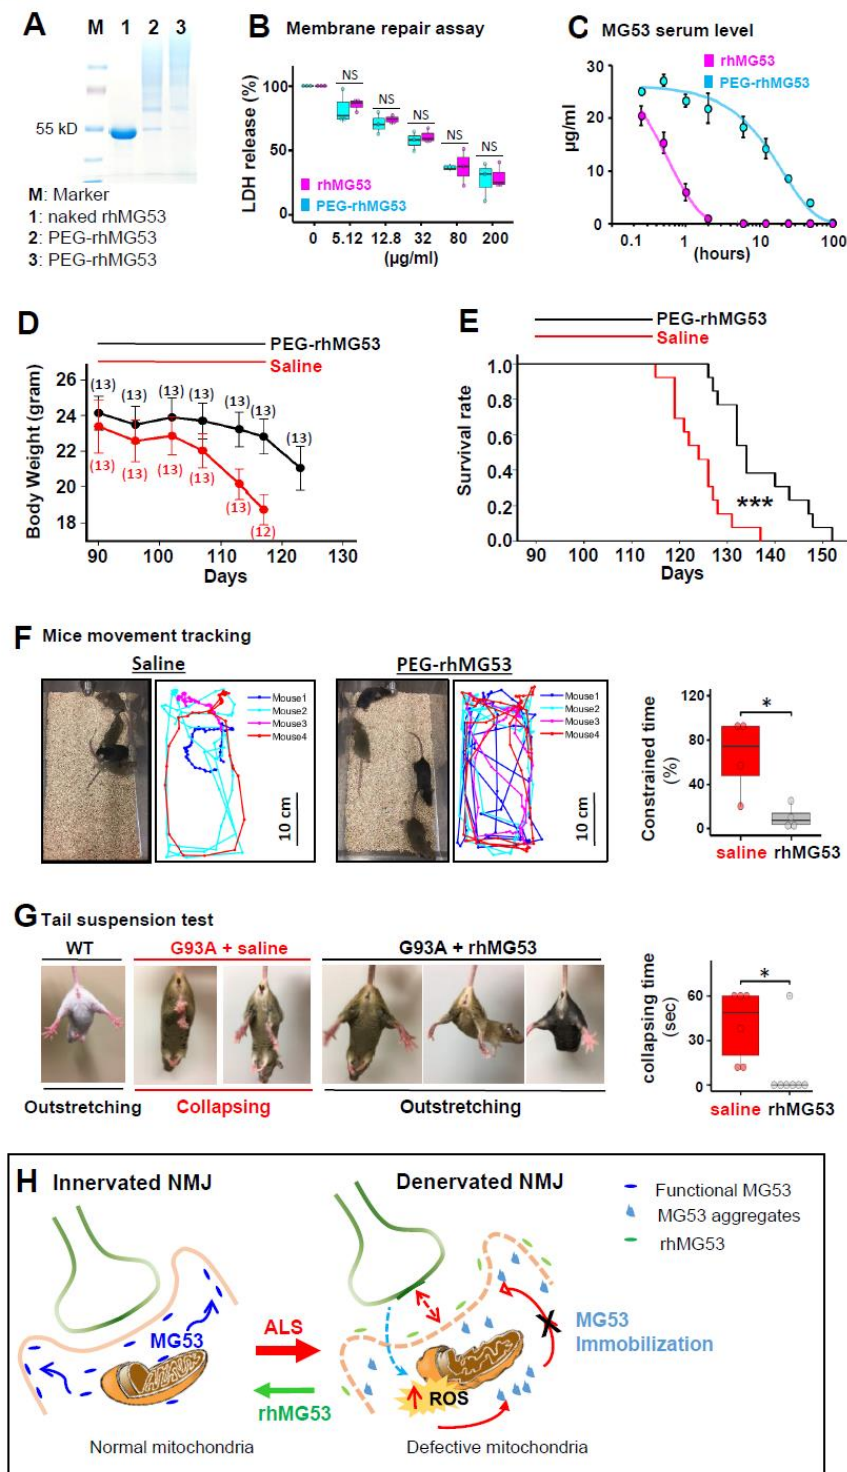 A
M 1 2 3
55 kD
M: Marker
1: naked rhMG53
2: PEG-rhMG53
3: PEG-rhMG53
B Membrane repair assay
LDH release (%)
100
50
0
NS
NS
NS
NS
NS
rhMG53
PEG-rhMG53
0 5.12 12.8 32 80 200
(µg/ml)
C MG53 serum level
rhMG53
PEG-rhMG53
µg/ml
30
20
10
0
0.1 1 10 100
(hours)
D
PEG-rhMG53
Saline
Body Weight (gram)
26
24
22
20
18
(13) (13) (13) (13) (13) (13) (13)
(13) (13) (13) (13) (13) (12)
90 100 110 120 130
Days
E
PEG-rhMG53
Saline
Survival rate
1.0
0.8
0.6
0.4
0.2
0.0
***
90 100 110 120 130 140 150
Days
F Mice movement tracking
Saline
Mouse1
Mouse2
Mouse3
Mouse4
10 cm
PEG-rhMG53
Mouse1
Mouse2
Mouse3
Mouse4
10 cm
Constrained time
(%)
120
80
40
0
*
saline rhMG53
G Tail suspension test
WT
G93A + saline
G93A + rhMG53
Outstretching
Collapsing
Outstretching
collapsing time
(sec)
60
30
0
*
saline rhMG53
H Innervated NMJ
Denervated NMJ
Functional MG53
MG53 aggregates
rhMG53
MG53
ALS
rhMG53
X
MG53
Immobilization
ROS
Normal mitochondria
Defective mitochondria